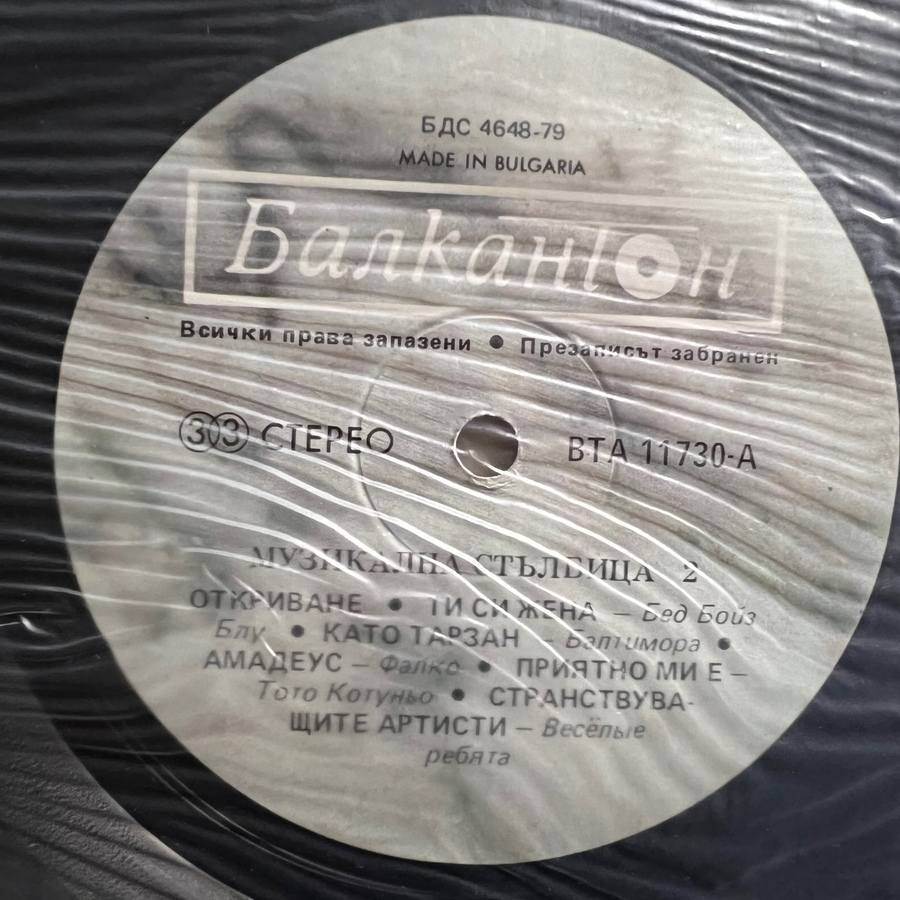 БДС 4648-79
MADE IN BULGARIA
Балкантон
Всички права запазени • Презаписът забранен
33 СТЕРЕО
ВТА 11730-А
МУЗИКАЛНА СТЪЛБИЦА 2
ОТКРИВАНЕ • ТИ СИ ЖЕНА – Бед Бойз
Блу • КАТО ТАРЗАН – Балтимора •
АМАДЕУС – Фалко • ПРИЯТНО МИ Е –
Тото Котуньо • СТРАНСТВУВА-
ЩИТЕ АРТИСТИ – Весёлые
ребята